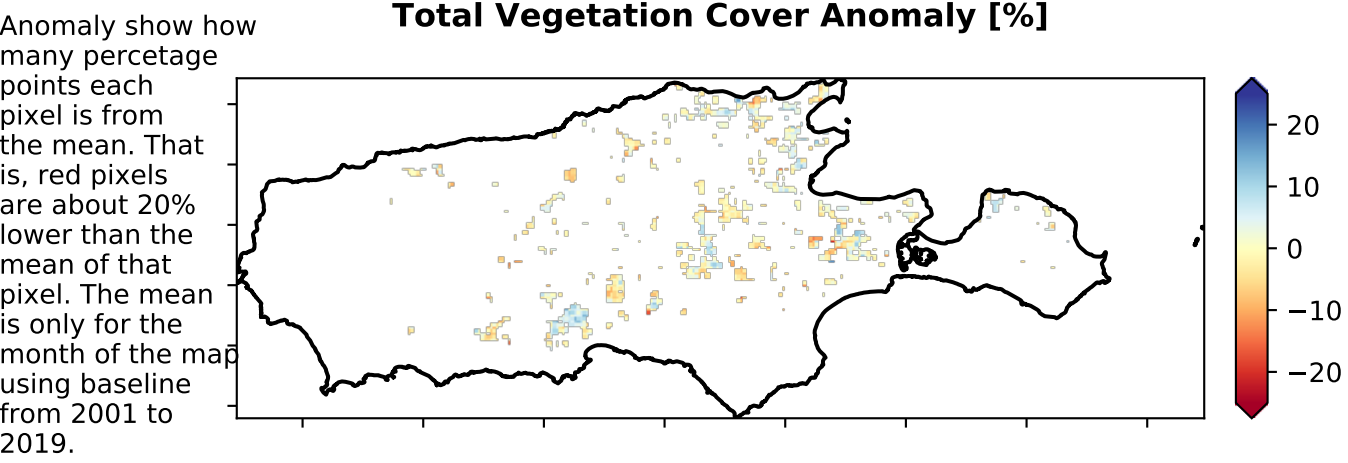 Total Vegetation Cover Anomaly [%]
Anomaly show how
many percetage
points each
pixel is from
the mean. That
is, red pixels
are about 20%
lower than the
mean of that
pixel. The mean
is only for the
month of the map
using baseline
from 2001 to
2019.
20
10
0
−10
−20